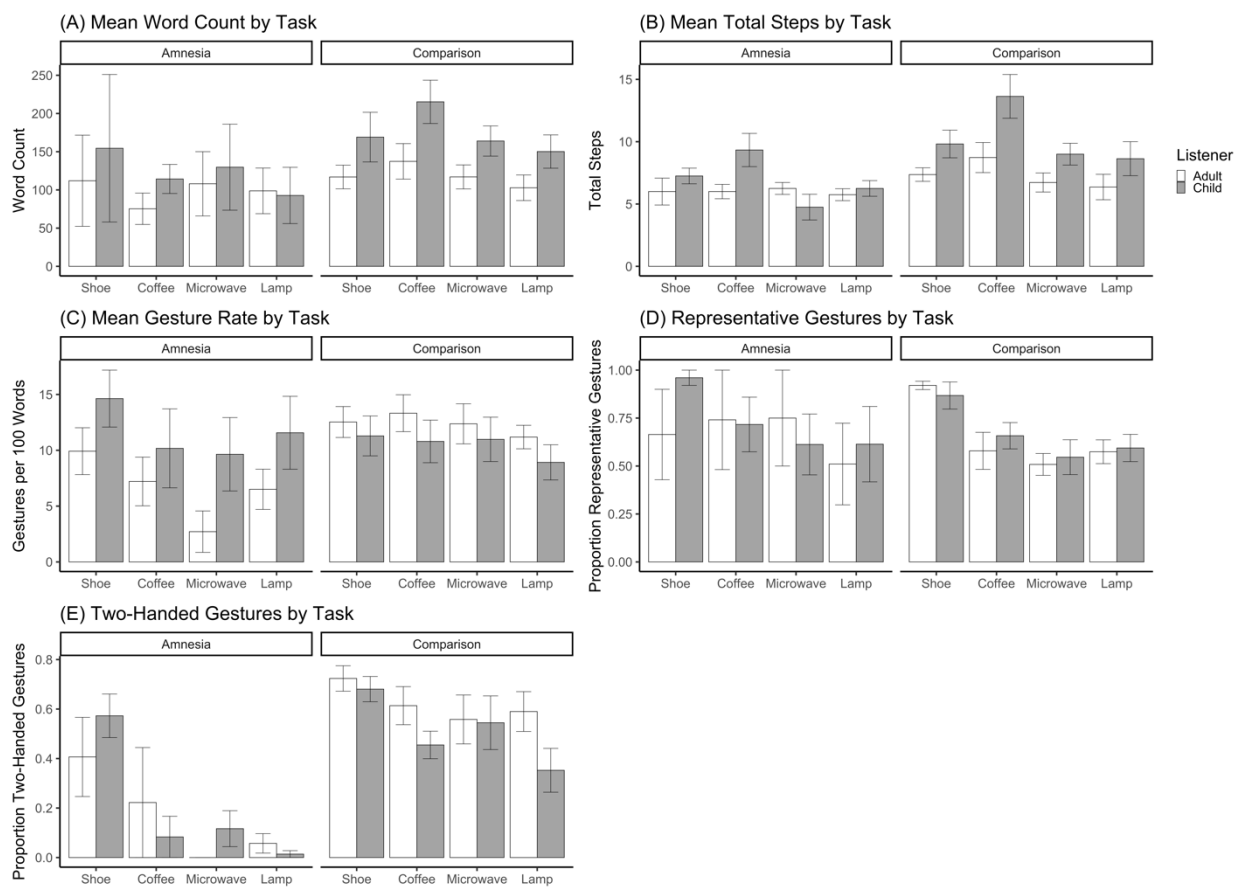 (A) Mean Word Count by Task
Amnesia
Comparison
Word Count
250
200
150
100
50
0
Shoe Coffee Microwave Lamp
Shoe Coffee Microwave Lamp
(B) Mean Total Steps by Task
Amnesia
Comparison
Total Steps
15
10
5
0
Shoe Coffee Microwave Lamp
Shoe Coffee Microwave Lamp
Listener
Adult
Child
(C) Mean Gesture Rate by Task
Amnesia
Comparison
Gestures per 100 Words
15
10
5
0
Shoe Coffee Microwave Lamp
Shoe Coffee Microwave Lamp
(D) Representative Gestures by Task
Amnesia
Comparison
Proportion Representative Gestures
1.00
0.75
0.50
0.25
0.00
Shoe Coffee Microwave Lamp
Shoe Coffee Microwave Lamp
(E) Two-Handed Gestures by Task
Amnesia
Comparison
Proportion Two-Handed Gestures
0.8
0.6
0.4
0.2
0.0
Shoe Coffee Microwave Lamp
Shoe Coffee Microwave Lamp